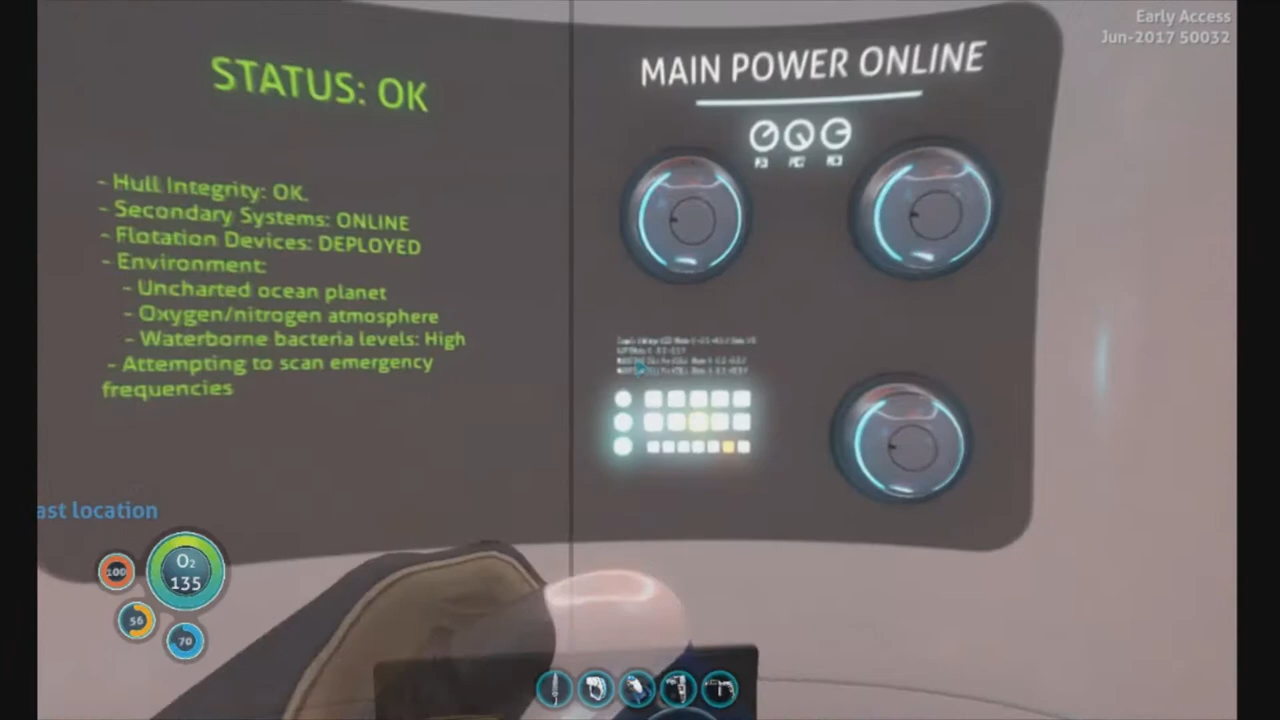 Early Access
Jun-2017 50032
STATUS: OK
- Hull Integrity: OK.
- Secondary Systems: ONLINE
- Flotation Devices: DEPLOYED
- Environment:
- Uncharted ocean planet
- Oxygen/nitrogen atmosphere
- Waterborne bacteria levels: High
- Attempting to scan emergency
frequencies
MAIN POWER ONLINE
ast location
O₂
135
100
56
70